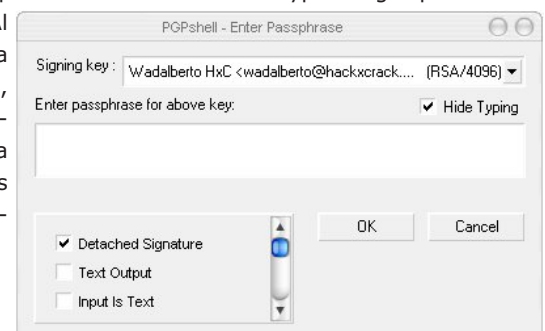 PGPshell - Enter Passphrase
Signing key :
Wadalberto HxC <wadalberto@hackxcrack.... (RSA/4096)
Enter passphrase for above key:
Hide Typing
Detached Signature
Text Output
Input Is Text
OK
Cancel